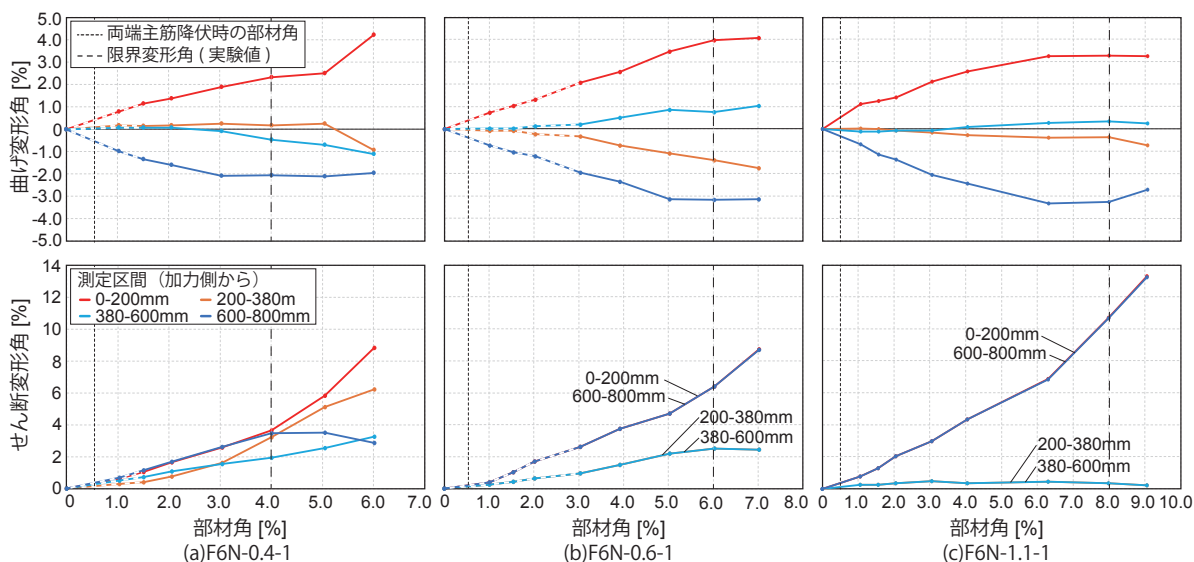 曲げ変形角 [%]
5.0
4.0
3.0
2.0
1.0
0
-1.0
-2.0
-3.0
-4.0
-5.0
両端主筋降伏時の部材角
限界変形角 ( 実験値 )
せん断変形角 [%]
14
12
10
8
6
4
2
0
測定区間（加力側から）
0-200mm 200-380m
380-600mm 600-800mm
0-200mm
600-800mm
200-380mm
380-600mm
0-200mm
600-800mm
200-380mm
380-600mm
0 1.0 2.0 3.0 4.0 5.0 6.0 7.0
0 1.0 2.0 3.0 4.0 5.0 6.0 7.0 8.0
0 1.0 2.0 3.0 4.0 5.0 6.0 7.0 8.0 9.0 10.0
部材角 [%] 部材角 [%] 部材角 [%]
(a)F6N-0.4-1 (b)F6N-0.6-1 (c)F6N-1.1-1